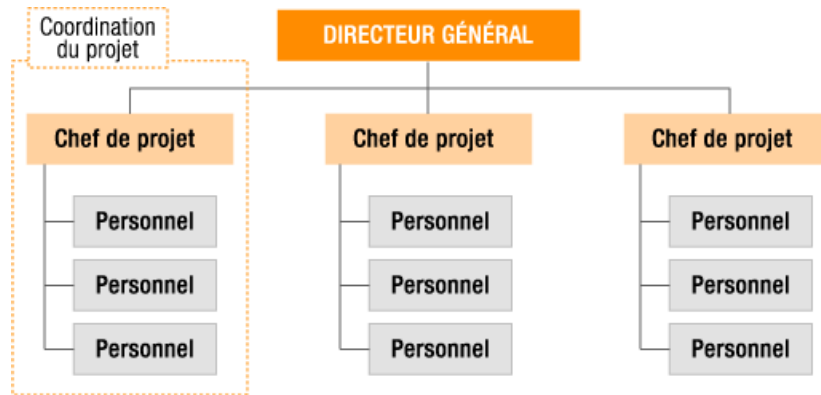 Coordination
du projet
DIRECTEUR GÉNÉRAL
Chef de projet
Chef de projet
Chef de projet
Personnel
Personnel
Personnel
Personnel
Personnel
Personnel
Personnel
Personnel
Personnel